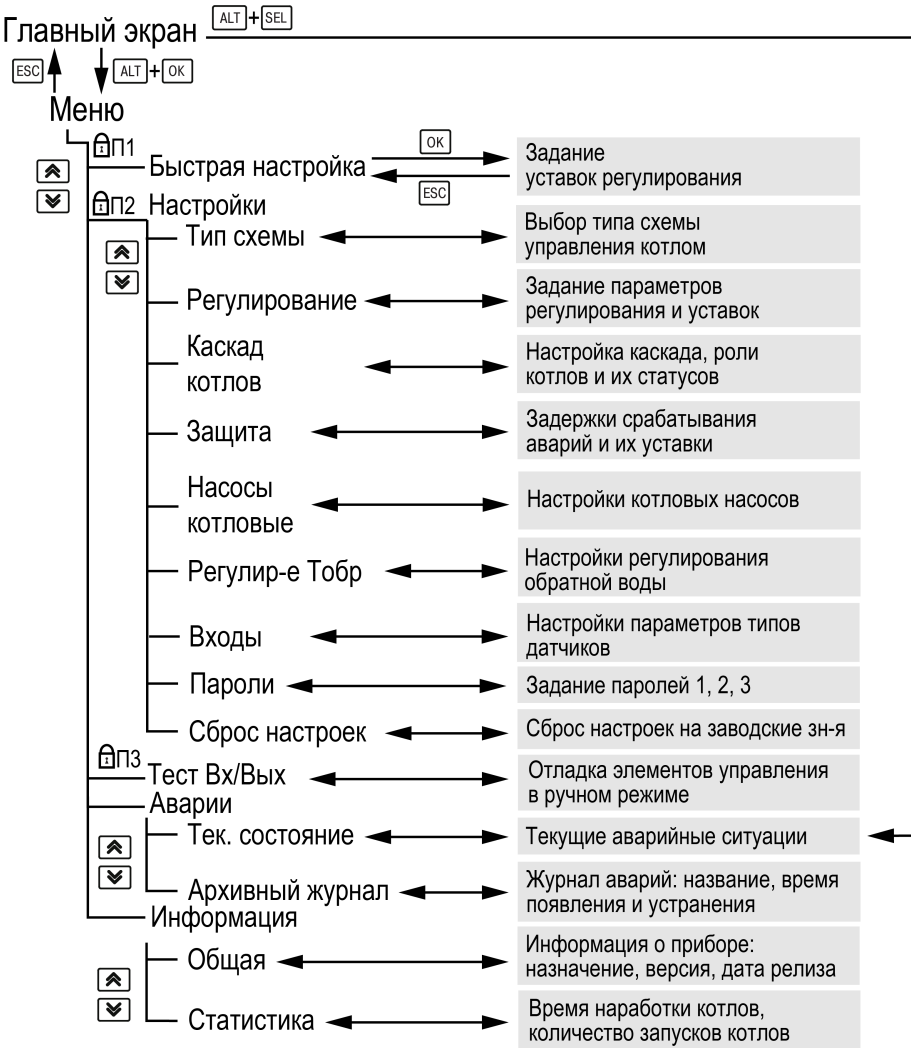 Главный экран ALT + SEL
ESC ALT + OK
Меню
П1
Быстрая настройка
OK
ESC
Задание
уставок регулирования
П2 Настройки
Тип схемы
Выбор типа схемы
управления котлом
Регулирование
Задание параметров
регулирования и уставок
Каскад
котлов
Настройка каскада, роли
котлов и их статусов
Защита
Задержки срабатывания
аварий и их уставки
Насосы
котловые
Настройки котловых насосов
Регулир-е Тобр
Настройки регулирования
обратной воды
Входы
Настройки параметров типов
датчиков
Пароли
Задание паролей 1, 2, 3
Сброс настроек
Сброс настроек на заводские зн-я
П3
Тест Вх/Вых
Отладка элементов управления
в ручном режиме
Аварии
Тек. состояние
Текущие аварийные ситуации
Архивный журнал
Журнал аварий: название, время
появления и устранения
Информация
Общая
Информация о приборе:
назначение, версия, дата релиза
Статистика
Время наработки котлов,
количество запусков котлов